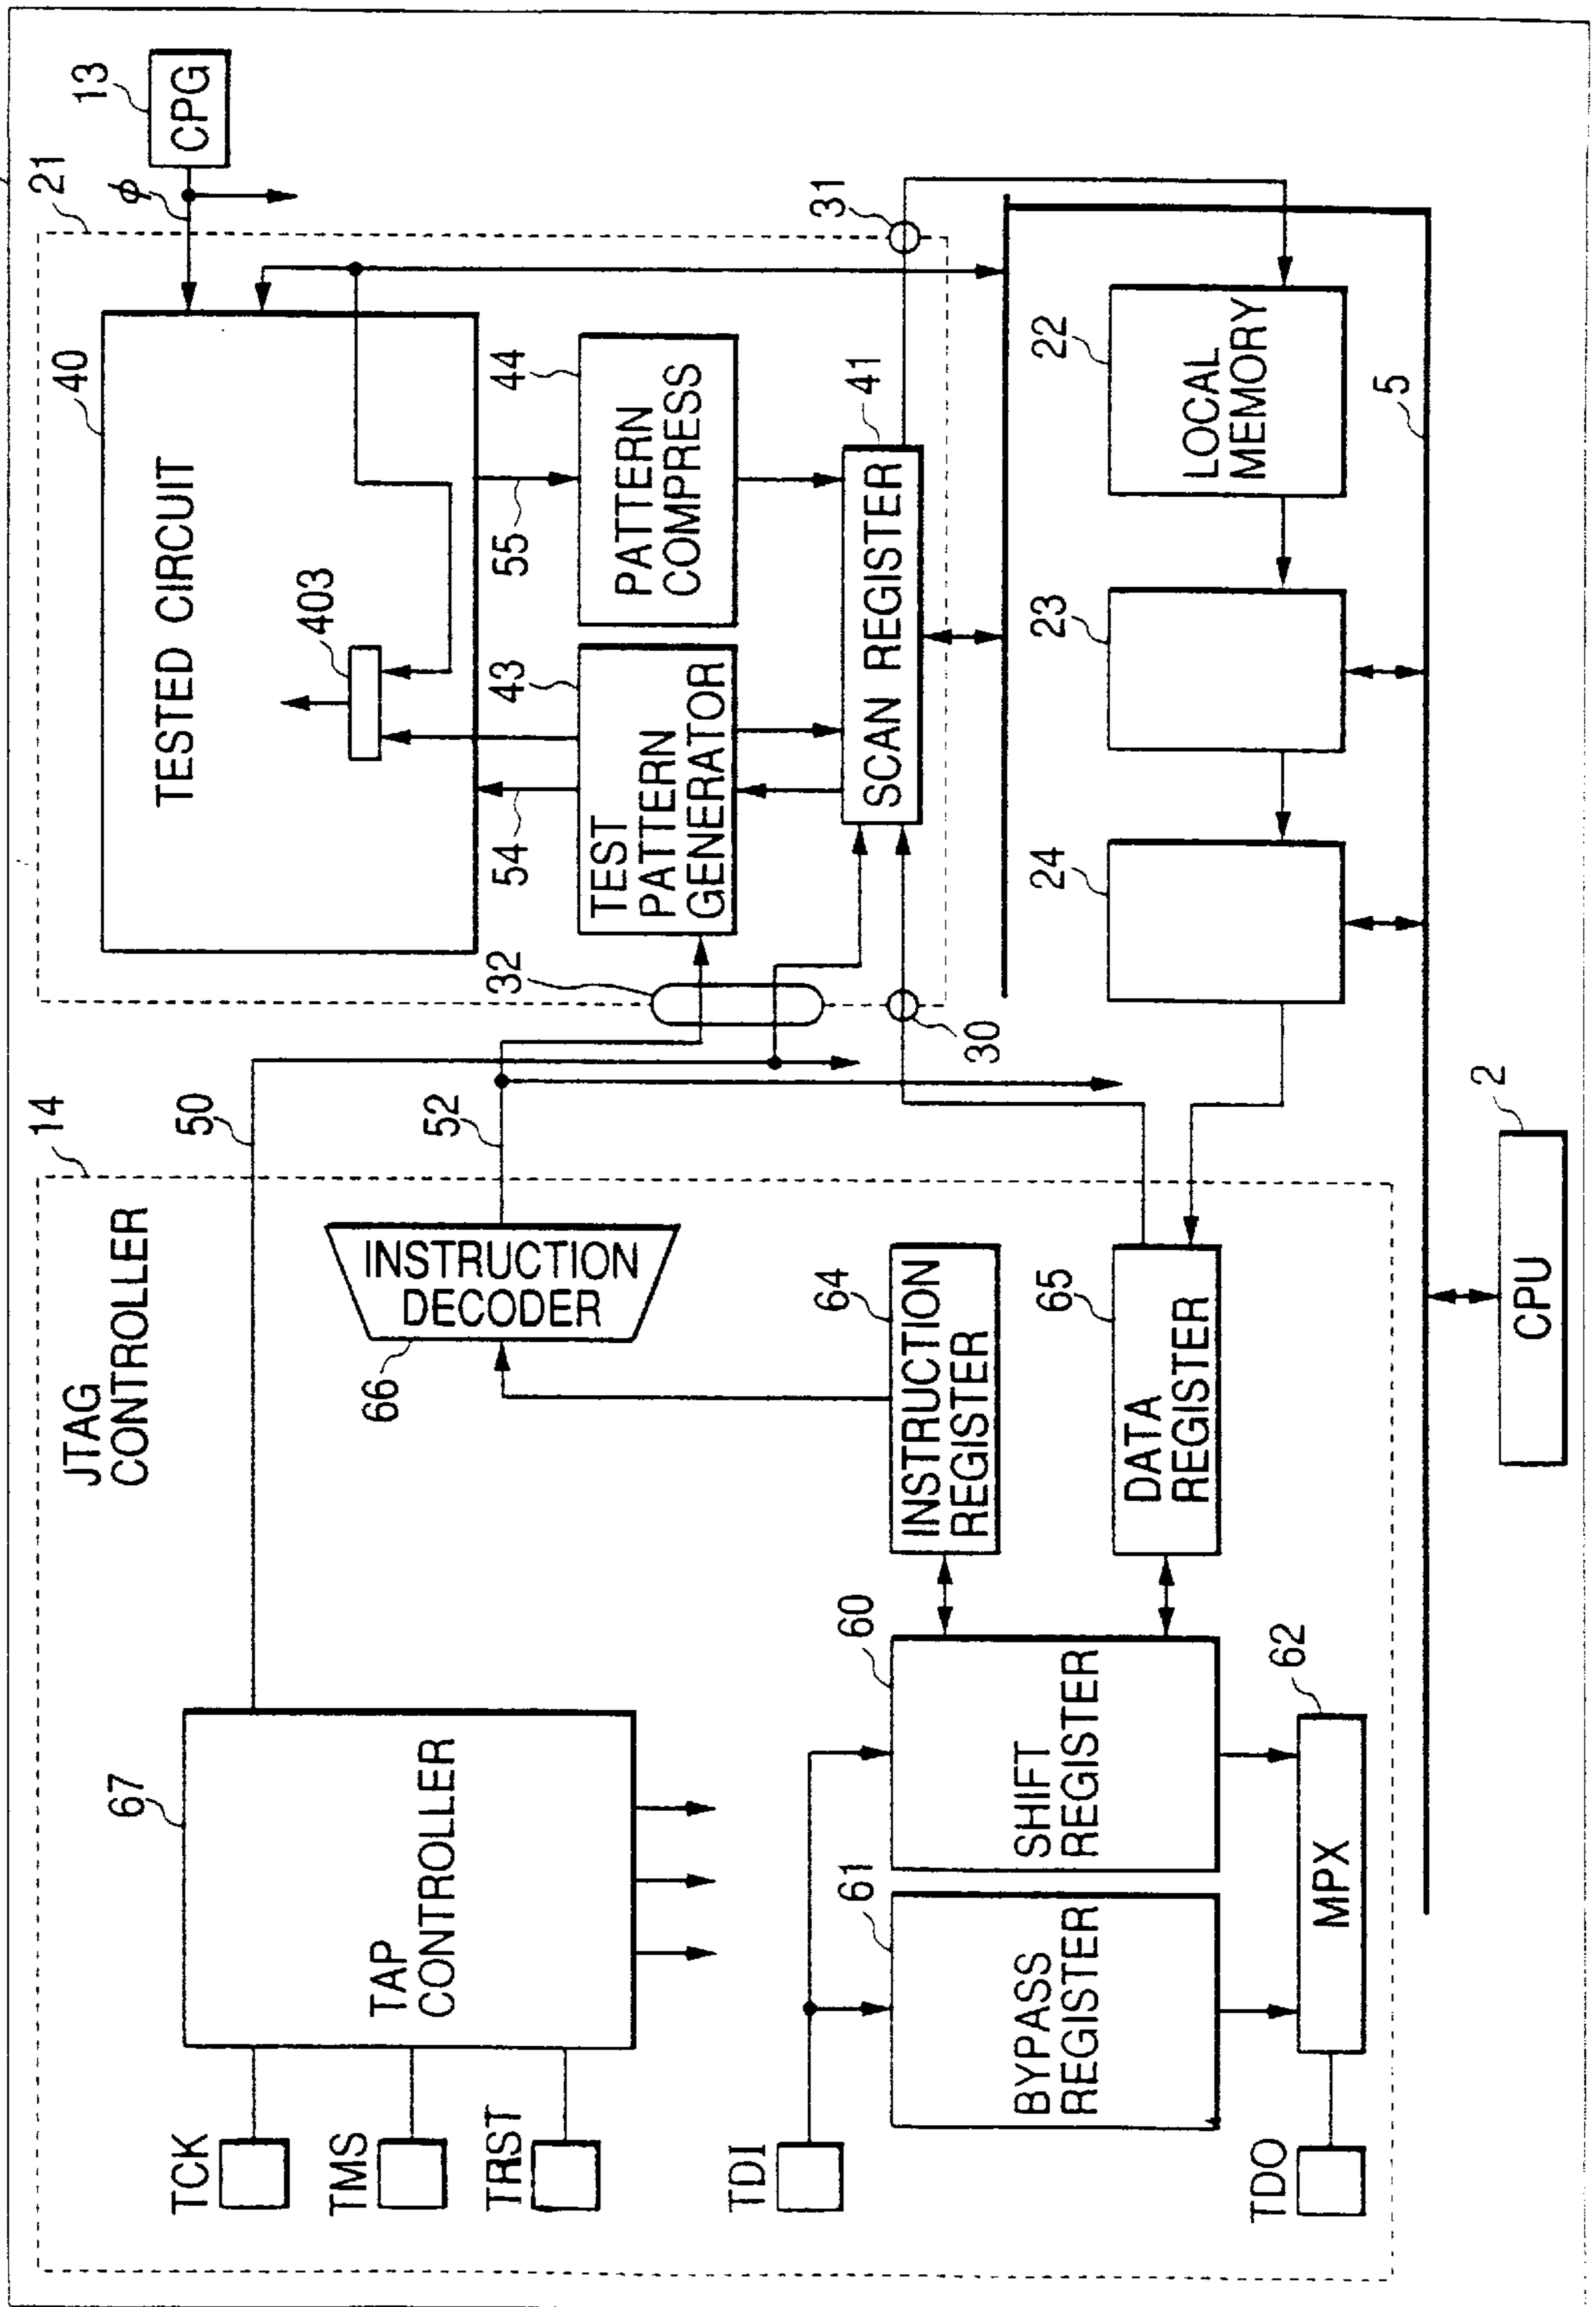 JTAG
CONTROLLER
14
TCK
TMS
TRST
67
TAP
CONTROLLER
50
INSTRUCTION
DECODER
66
52
TDI
61
BYPASS
REGISTER
60
SHIFT
REGISTER
64
INSTRUCTION
REGISTER
65
DATA
REGISTER
62
MPX
TDO
21
40
TESTED CIRCUIT
403
φ
13
CPG
32
54
43
TEST
PATTERN
GENERATOR
55
44
PATTERN
COMPRESS
41
SCAN REGISTER
30
31
24
23
22
LOCAL
MEMORY
5
2
CPU